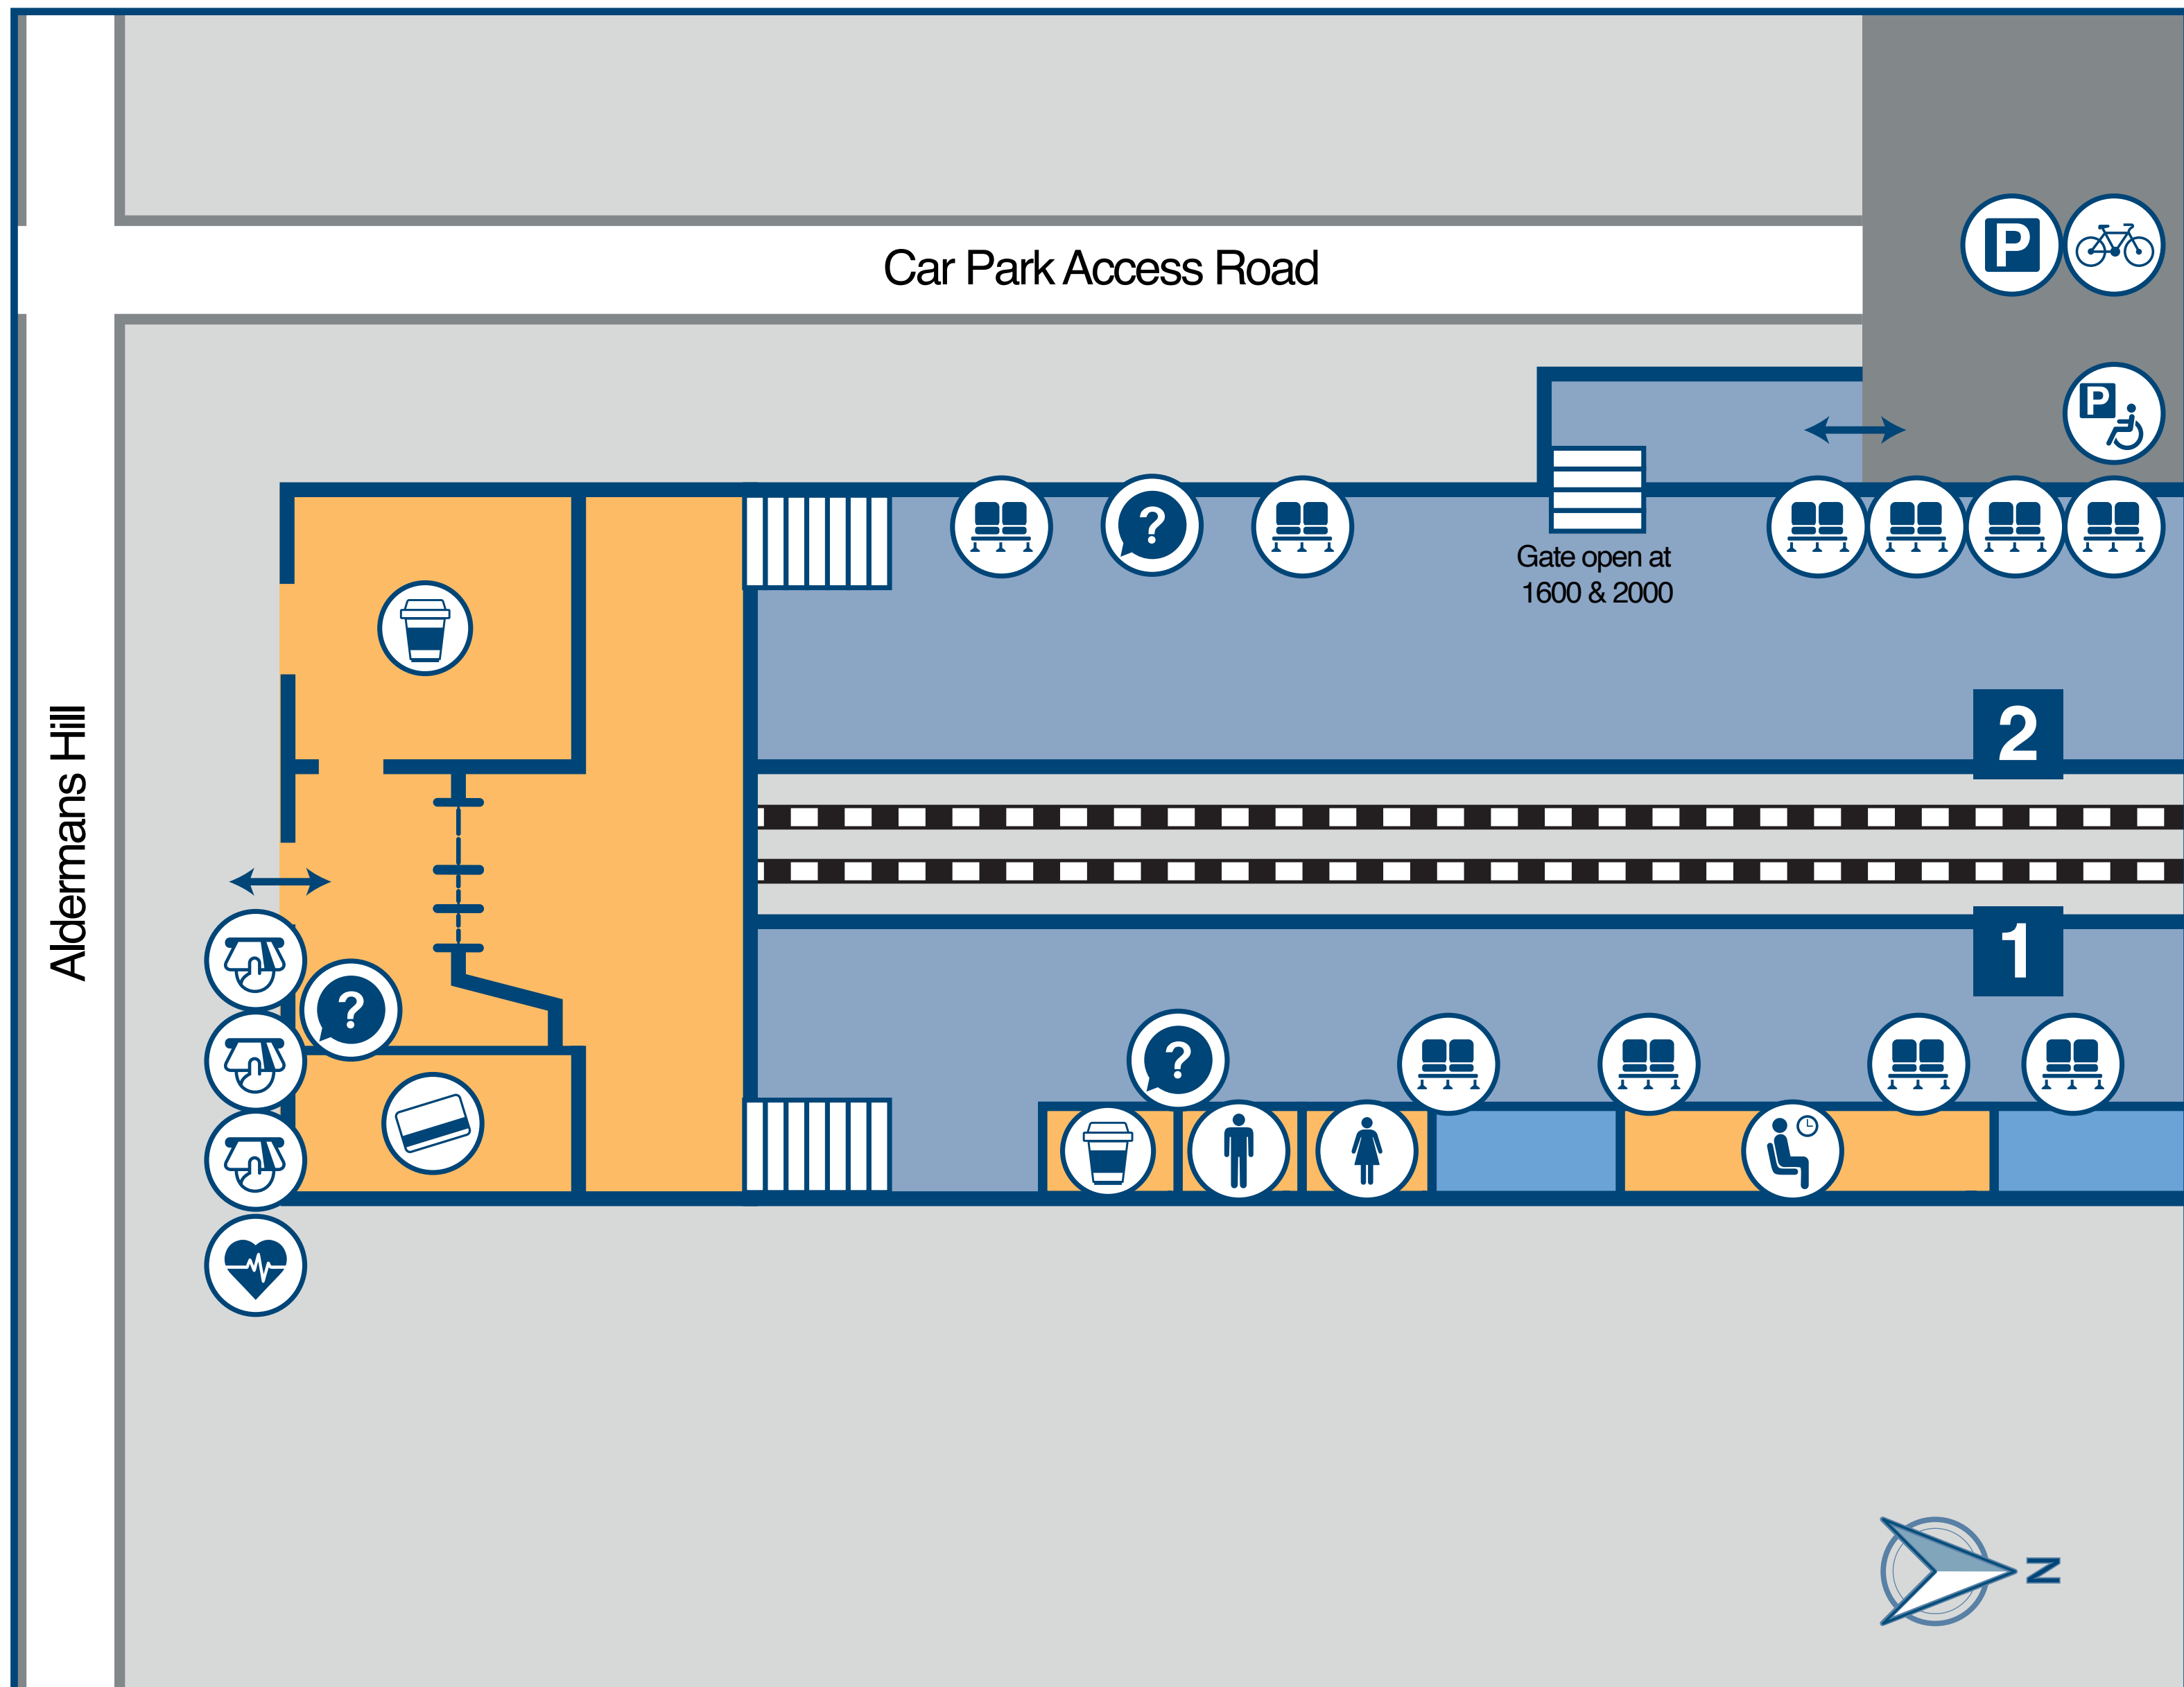 Car Park Access Road
P
P
?
?
Gate open at
1600 & 2000
2
Aldermans Hill
1
?
?
N